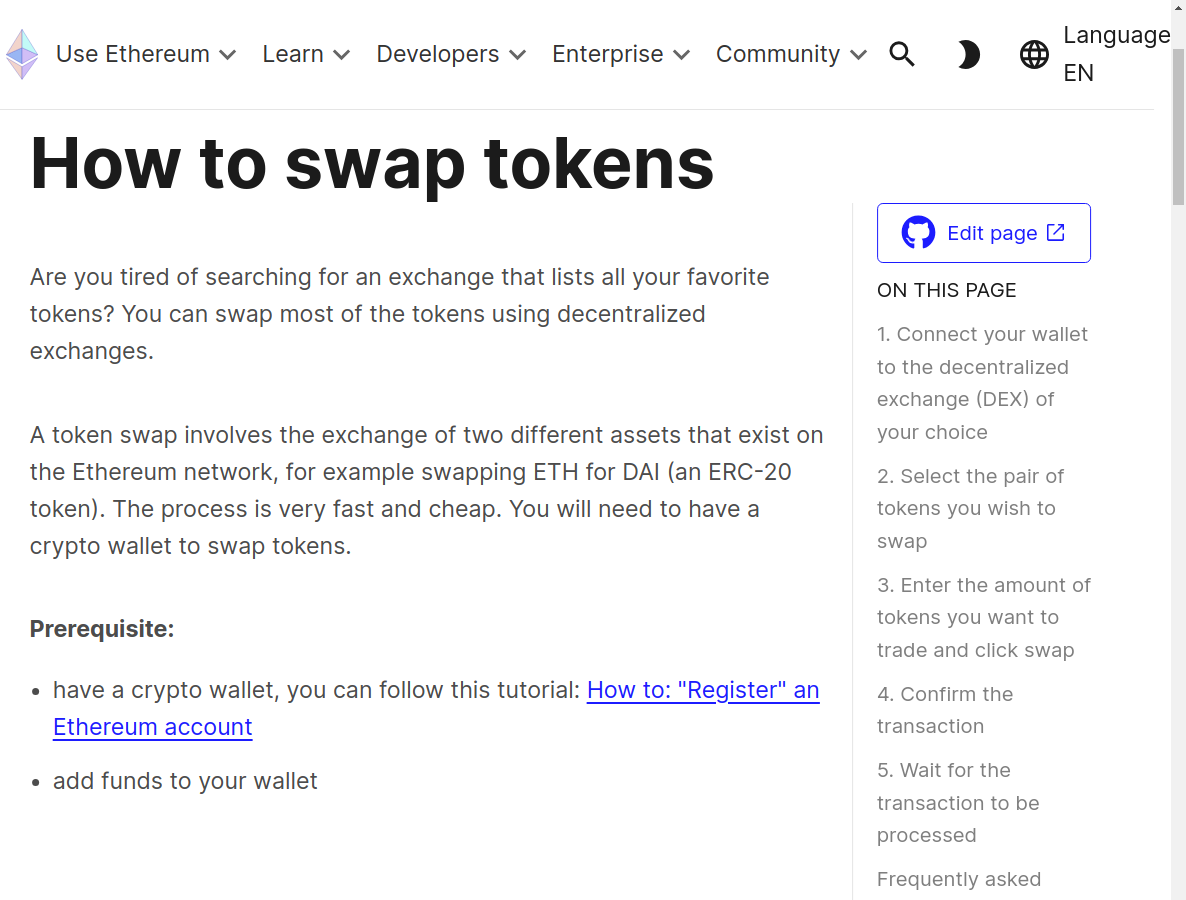 Use Ethereum
Learn
Developers
Enterprise
Community
Language
EN
How to swap tokens
Are you tired of searching for an exchange that lists all your favorite
tokens? You can swap most of the tokens using decentralized
exchanges.
A token swap involves the exchange of two different assets that exist on
the Ethereum network, for example swapping ETH for DAI (an ERC-20
token). The process is very fast and cheap. You will need to have a
crypto wallet to swap tokens.
Prerequisite:
• have a crypto wallet, you can follow this tutorial: How to: "Register" an
Ethereum account
• add funds to your wallet
Edit page
ON THIS PAGE
1. Connect your wallet
to the decentralized
exchange (DEX) of
your choice
2. Select the pair of
tokens you wish to
swap
3. Enter the amount of
tokens you want to
trade and click swap
4. Confirm the
transaction
5. Wait for the
transaction to be
processed
Frequently asked